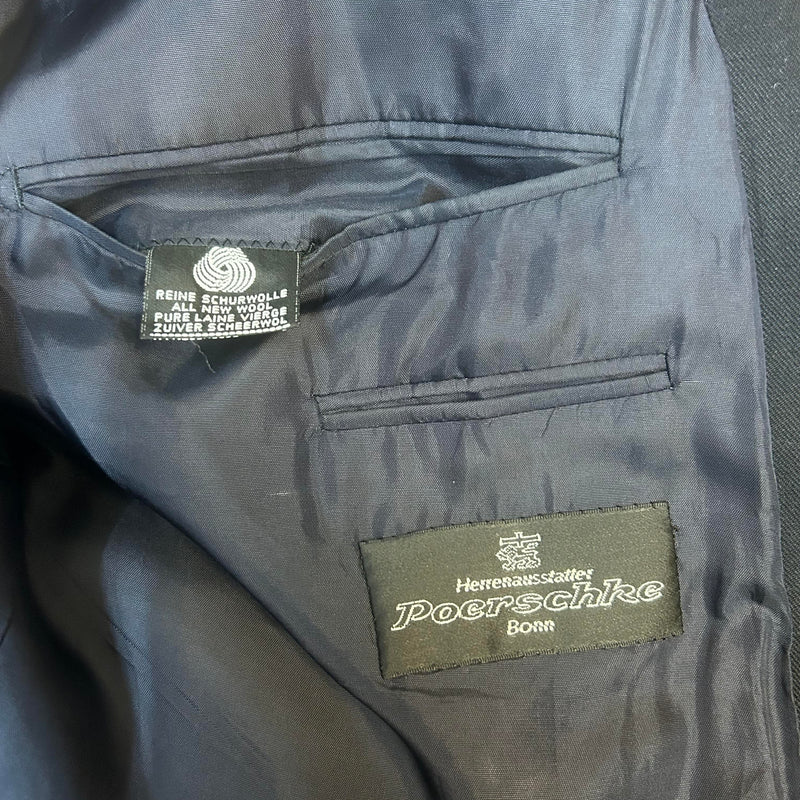 REINE SCHURWOLLE
ALL NEW WOOL
PURE LAINE VIERGE
ZUIVER SCHEERWOL
Herrenausstatter
Poerschke
Bonn